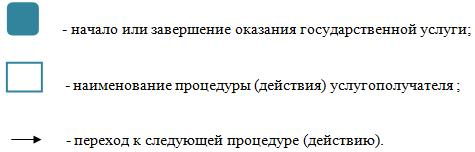 - начало или завершение оказания государственной услуги;
- наименование процедуры (действия) услугополучателя ;
- переход к следующей процедуре (действию).